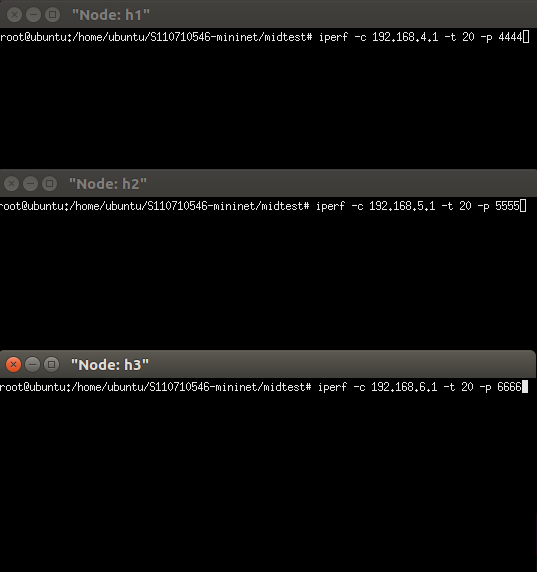 "Node: h1"
root@ubuntu:/home/ubuntu/S110710546-mininet/midtest# iperf -c 192.168.4.1 -t 20 -p 4444
"Node: h2"
root@ubuntu:/home/ubuntu/S110710546-mininet/midtest# iperf -c 192.168.5.1 -t 20 -p 5555
"Node: h3"
root@ubuntu:/home/ubuntu/S110710546-mininet/midtest# iperf -c 192.168.6.1 -t 20 -p 6666